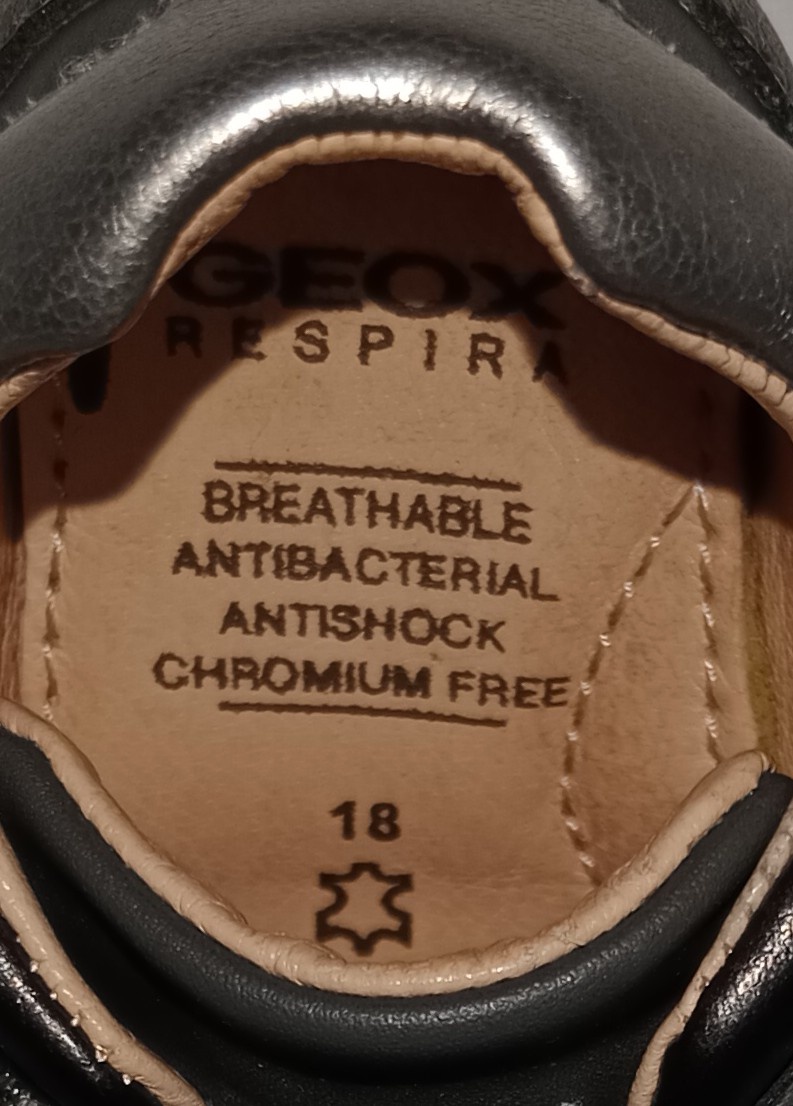 GEOX
RESPIRA
BREATHABLE
ANTIBACTERIAL
ANTISHOCK
CHROMIUM FREE
18